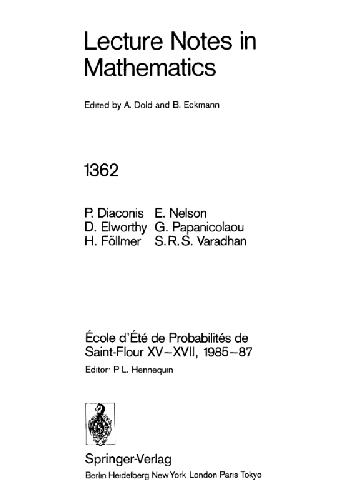 Lecture Notes in
Mathematics
Edited by A. Dold and B. Eckmann
1362
P. Diaconis E. Nelson
D. Elworthy G. Papanicolaou
H. Föllmer S.R.S. Varadhan
École d'Été de Probabilités de
Saint-Flour XV–XVII, 1985–87
Editor: P.L. Hennequin
Springer-Verlag
Berlin Heidelberg New York London Paris Tokyo